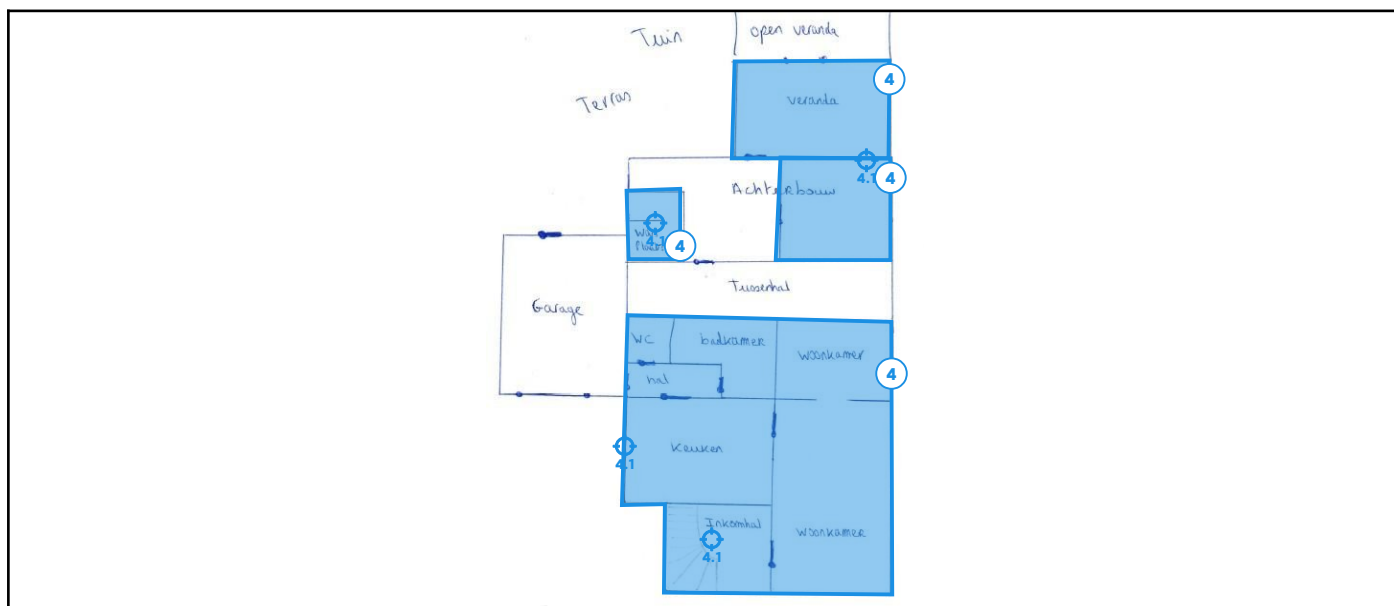 Tuin
open veranda
Terras
veranda
4
4.1
4
Achterbouw
4.1
4
Tussenhal
Garage
WC
badkamer
woonkamer
4
hal
Keuken
4.1
Inkomhal
4.1
woonkamer